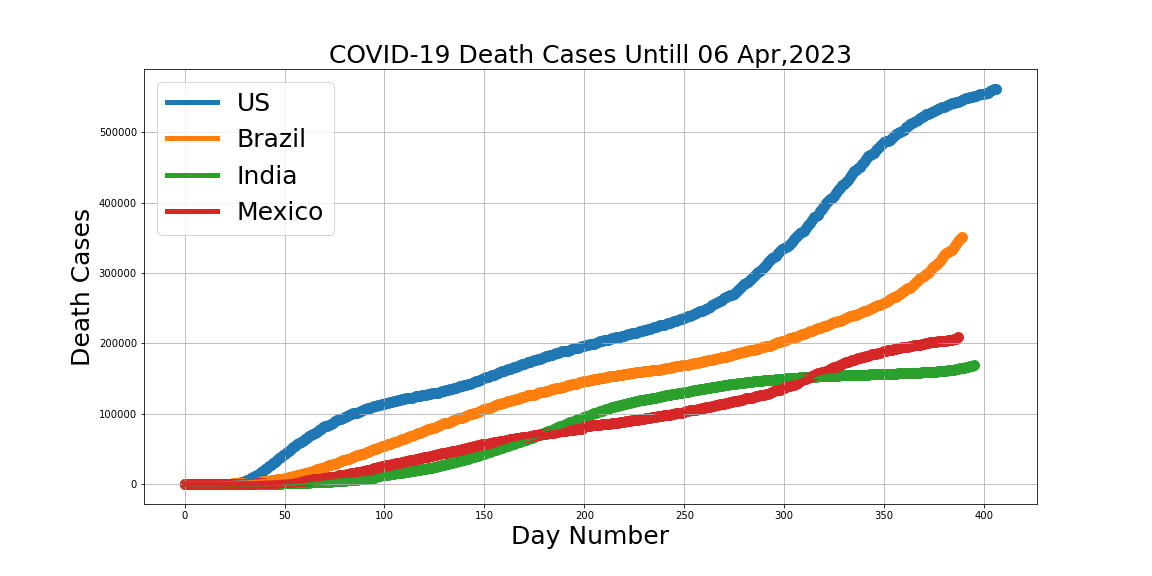 COVID-19 Death Cases Untill 06 Apr,2023
US
Brazil
India
Mexico
Death Cases
500000
400000
300000
200000
100000
0
0 50 100 150 200 250 300 350 400
Day Number